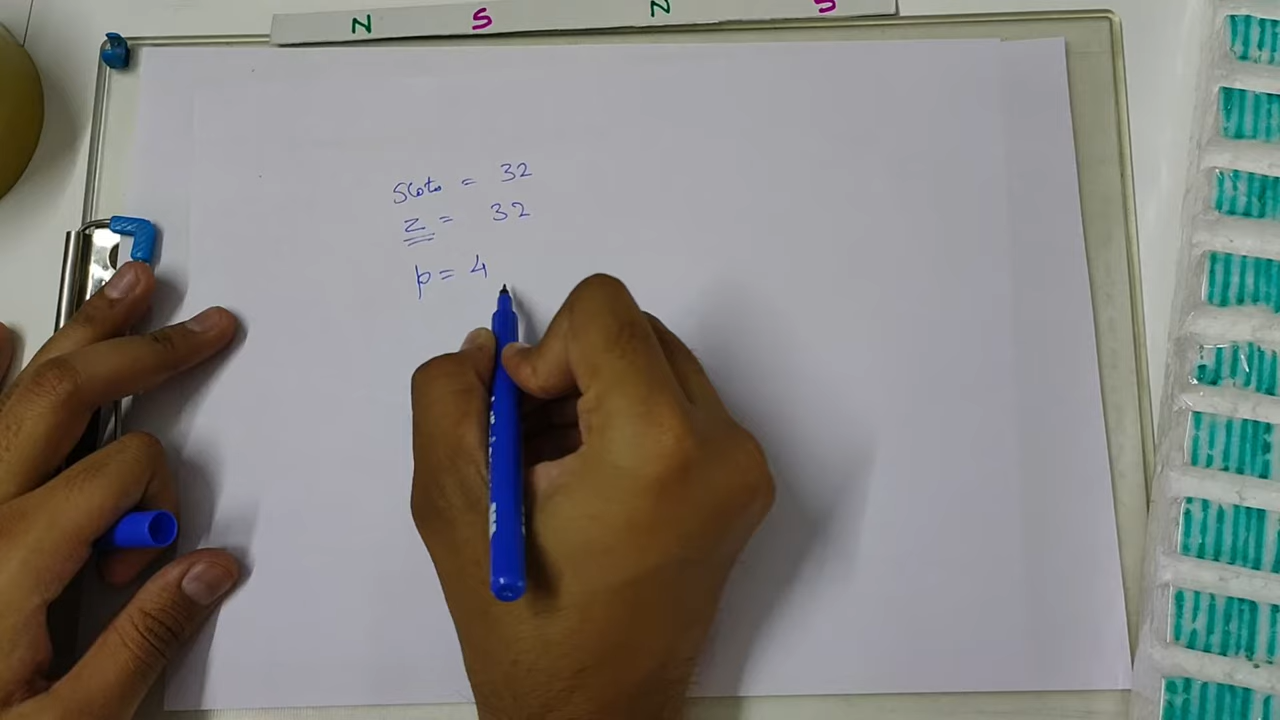 N S N S
Slots = 32
Z = 32
p = 4